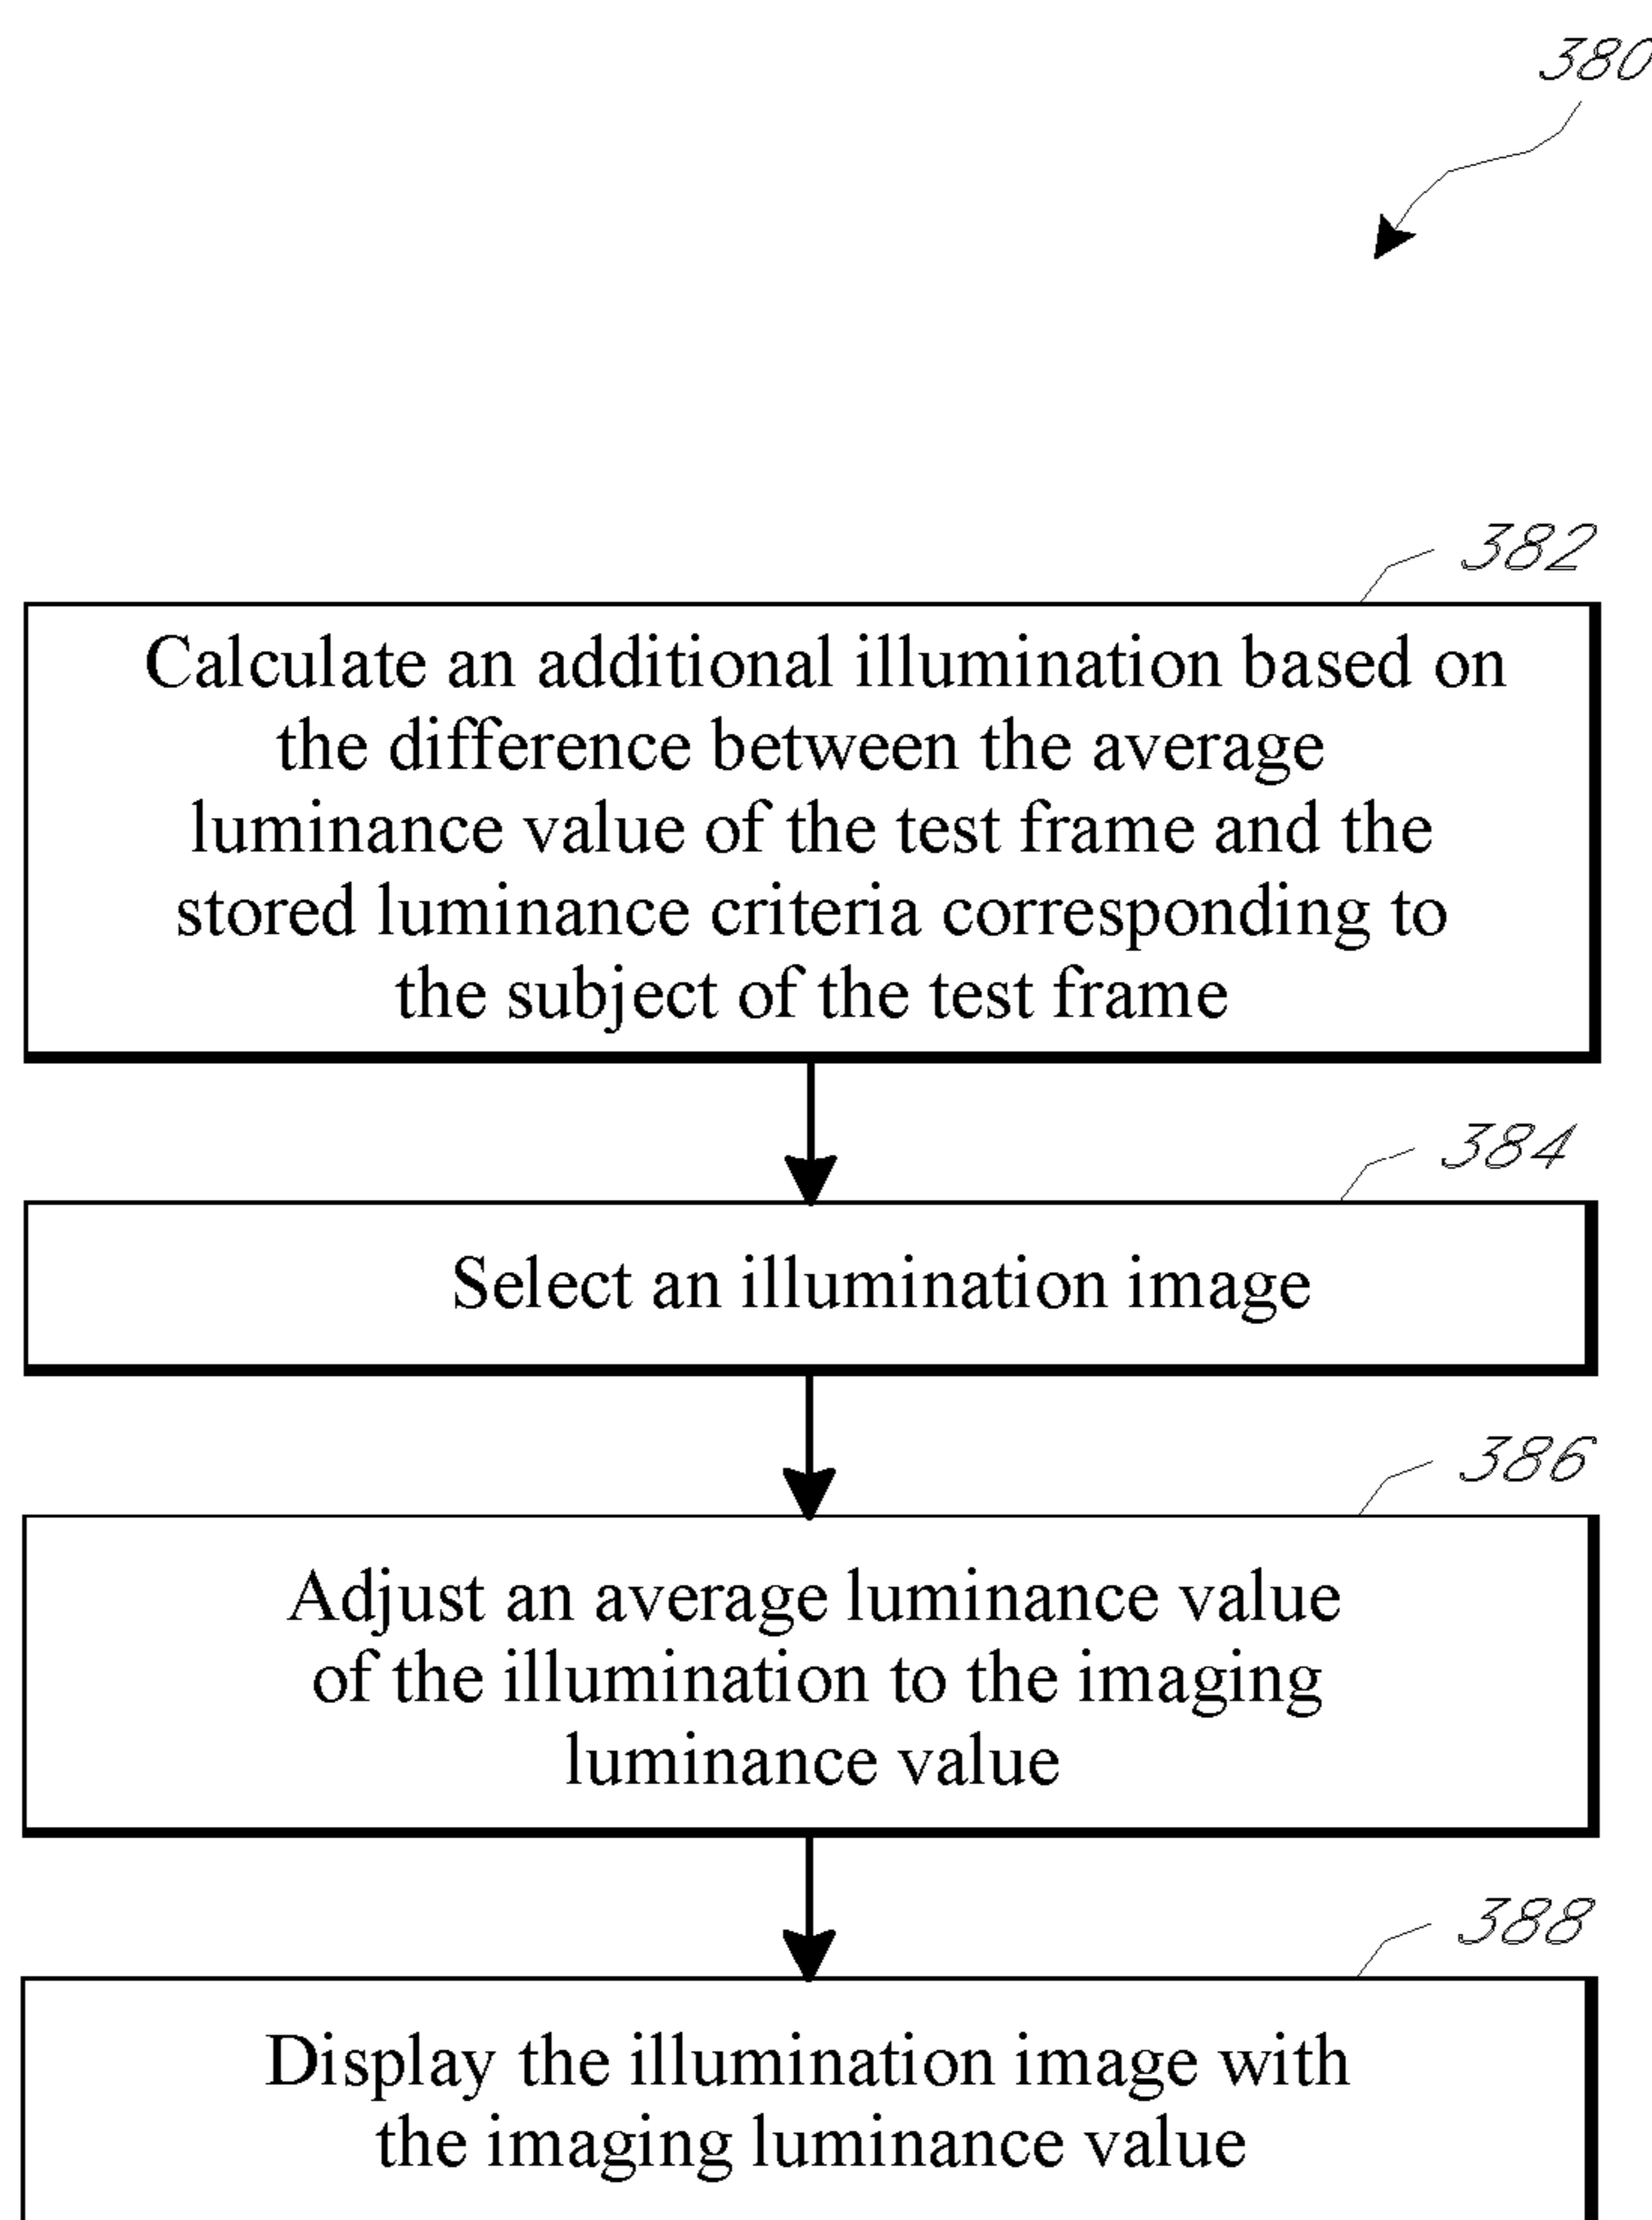 380
382
Calculate an additional illumination based on
the difference between the average
luminance value of the test frame and the
stored luminance criteria corresponding to
the subject of the test frame
384
Select an illumination image
386
Adjust an average luminance value
of the illumination to the imaging
luminance value
388
Display the illumination image with
the imaging luminance value